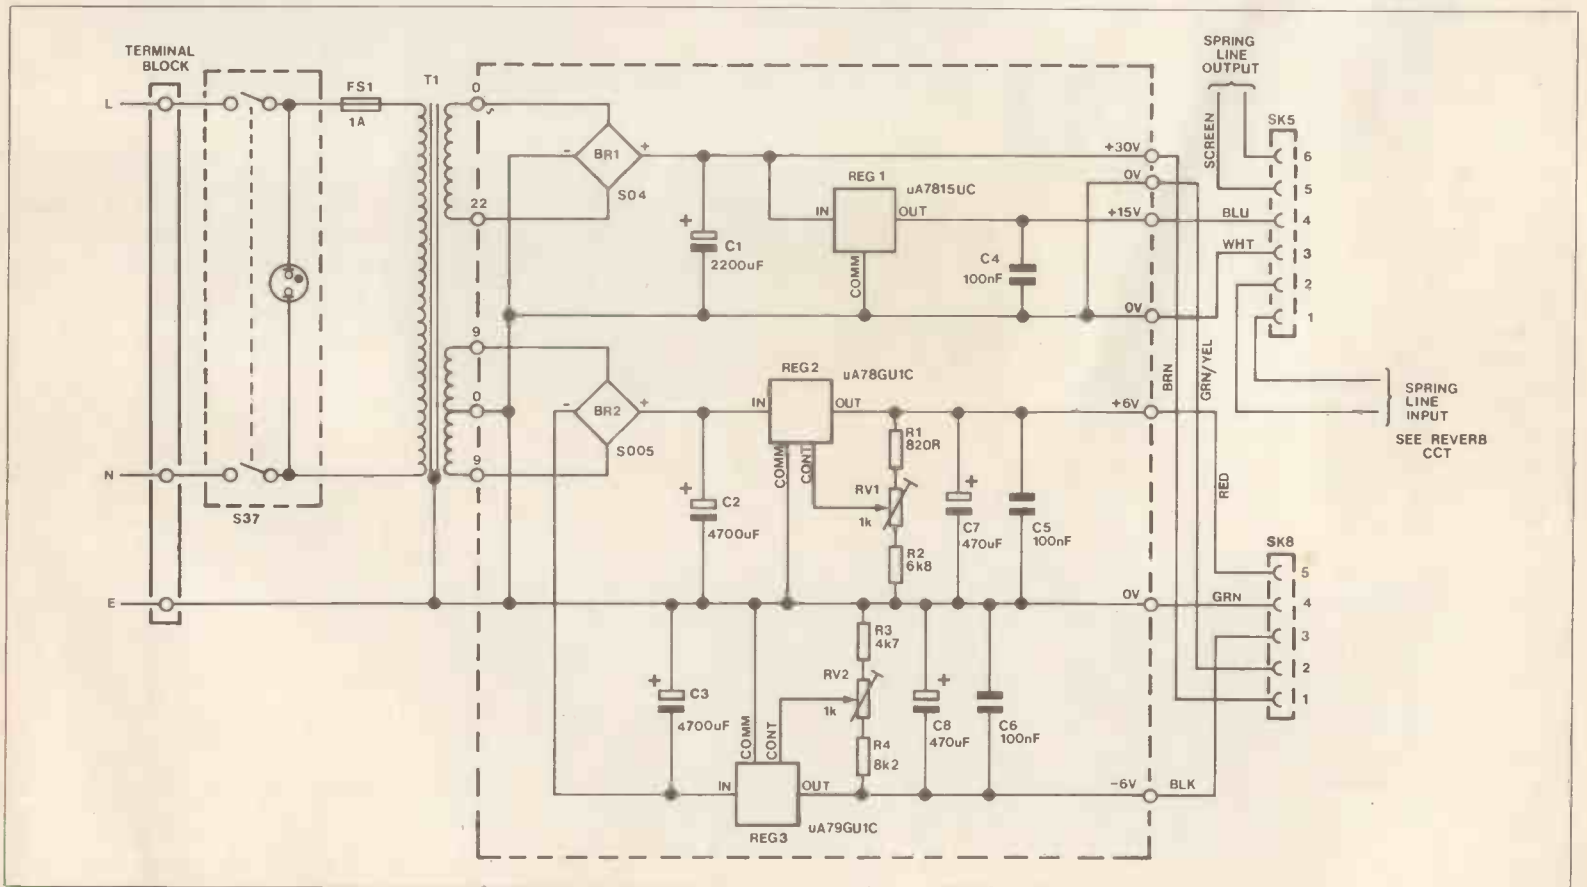 TERMINAL
BLOCK
L
N
E
S37
FS1
1A
T1
0
22
9
0
9
BR1
-
+
S04
+
C1
2200uF
REG 1
uA7815UC
IN
OUT
COMM
C4
100nF
+30V
0V
+15V
0V
BR2
-
+
S005
+
C2
4700uF
REG2
uA78GU1C
IN
OUT
COMM
CONT
R1
820R
RV1
1k
R2
6k8
+
C7
470uF
C5
100nF
+6V
0V
+
C3
4700uF
COMM
CONT
IN
OUT
REG3
uA79GU1C
R3
4k7
RV2
1k
R4
8k2
+
C8
470uF
C6
100nF
-6V
SPRING
LINE
OUTPUT
SCREEN
SK5
6
5
4
3
2
1
BLU
WHT
BRN
GRN/YEL
RED
GRN
BLK
SPRING
LINE
INPUT
SEE REVERB
CCT
SK8
5
4
3
2
1